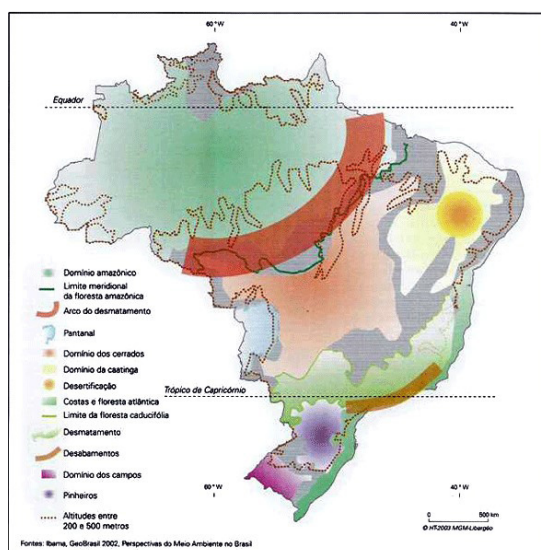 60° W
40° W
Equador
Domínio amazônico
Limite meridional
da floresta amazônica
Arco do desmatamento
Pantanal
Domínio dos cerrados
Domínio da caatinga
Desertificação
Costas e floresta atlântica
Limite da floresta caducifólia
Desmatamento
Desabamentos
Domínio dos campos
Pinheiros
Altitudes entre
200 e 500 metros
Trópico de Capricórnio
60° W
40° W
0 500 km
© HT-2003 MGM-Libergéo
Fontes: Ibama, GeoBrasil 2002, Perspectivas do Meio Ambiente no Brasil